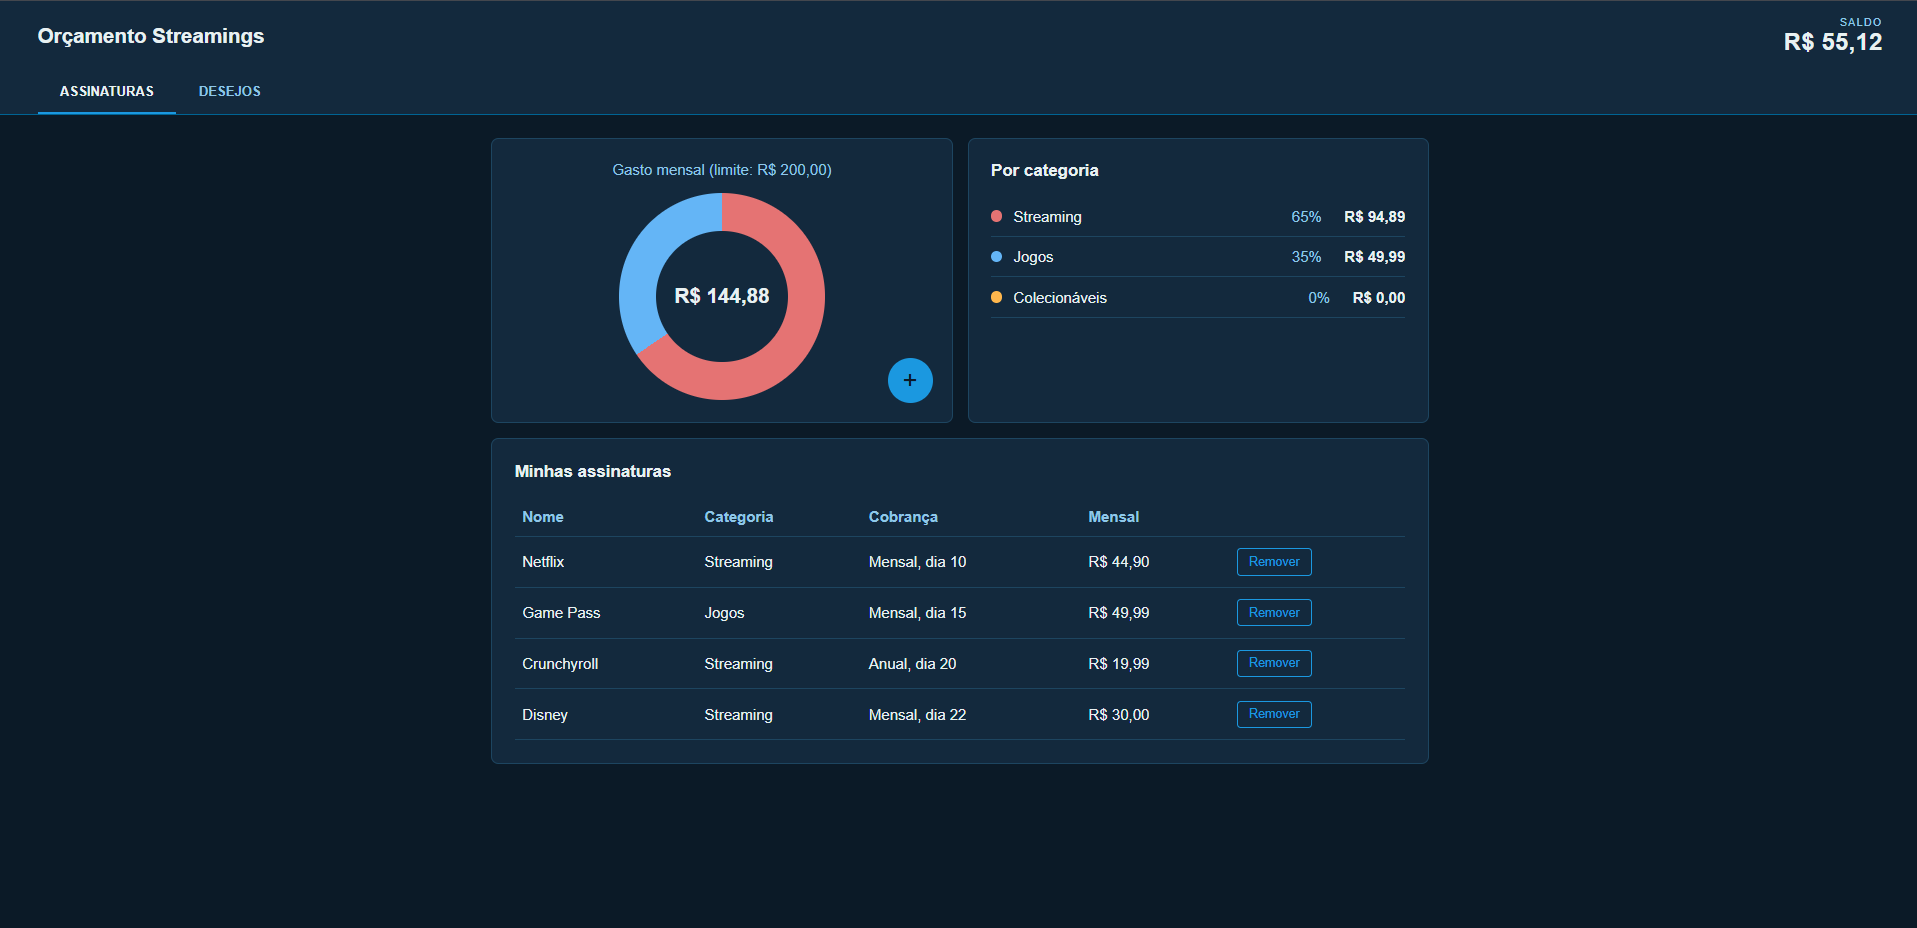 Orçamento Streamings
SALDO
R$ 55,12
ASSINATURAS DESEJOS
Gasto mensal (limite: R$ 200,00)
R$ 144,88
+
Por categoria
Streaming 65% R$ 94,89
Jogos 35% R$ 49,99
Colecionáveis 0% R$ 0,00
Minhas assinaturas
Nome Categoria Cobrança Mensal
Netflix Streaming Mensal, dia 10 R$ 44,90 Remover
Game Pass Jogos Mensal, dia 15 R$ 49,99 Remover
Crunchyroll Streaming Anual, dia 20 R$ 19,99 Remover
Disney Streaming Mensal, dia 22 R$ 30,00 Remover